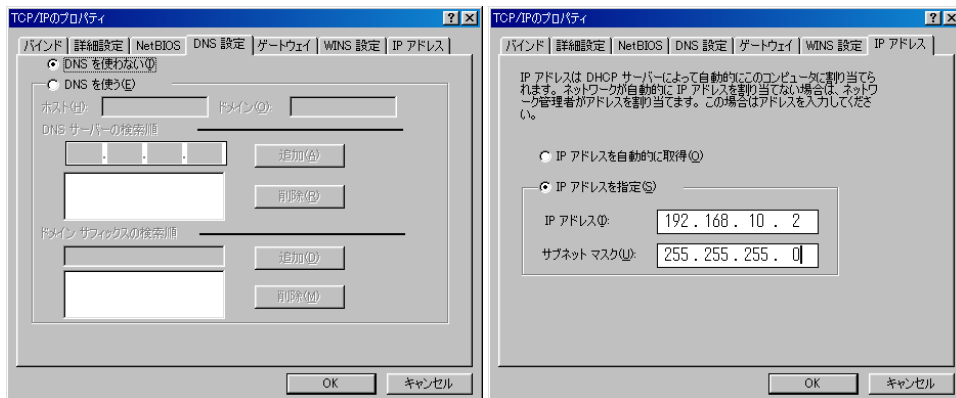 TCP/IPのプロパティ
バインド 詳細設定 NetBIOS DNS 設定 ゲートウェイ WINS 設定 IP アドレス
DNS を使わない(I)
DNS を使う(E)
ホスト(H): ドメイン(O):
DNS サーバーの検索順
追加(A)
削除(R)
ドメイン サフィックスの検索順
追加(D)
削除(M)
OK キャンセル
TCP/IPのプロパティ
バインド 詳細設定 NetBIOS DNS 設定 ゲートウェイ WINS 設定 IP アドレス
IP アドレスは DHCP サーバーによって自動的にこのコンピュータに割り当てら
れます。ネットワークが自動的に IP アドレスを割り当てない場合は、ネットワ
ーク管理者がアドレスを割り当てます。この場合はアドレスを入力してくださ
い。
IP アドレスを自動的に取得(O)
IP アドレスを指定(S)
IP アドレス(I): 192.168.10.2
サブネット マスク(U): 255.255.255.0
OK キャンセル